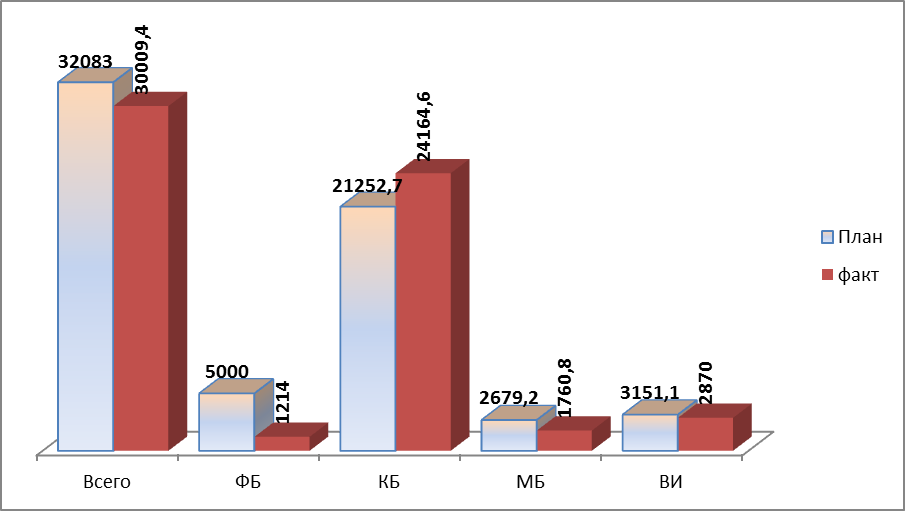 32083
30009,4
5000
1214
21252,7
24164,6
2679,2
1760,8
3151,1
2870
Всего
ФБ
КБ
МБ
ВИ
План
факт